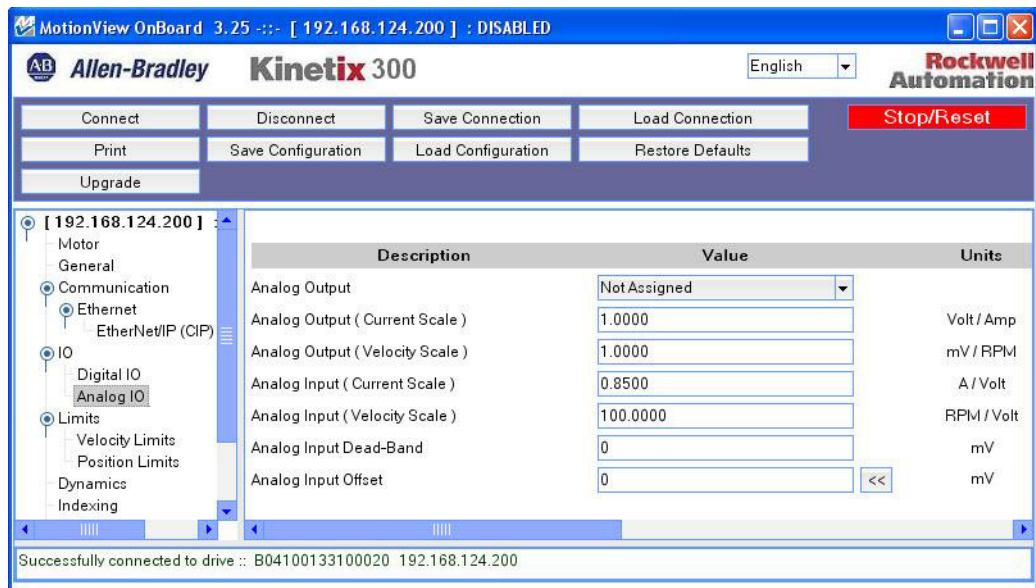 MotionView OnBoard 3.25 -::- [ 192.168.124.200 ] : DISABLED
AB Allen-Bradley Kinetix 300 English Rockwell Automation
Connect Disconnect Save Connection Load Connection Stop/Reset
Print Save Configuration Load Configuration Restore Defaults
Upgrade
[ 192.168.124.200 ] :
Motor
General
Communication
Ethernet
EtherNet/IP (CIP)
IO
Digital IO
Analog IO
Limits
Velocity Limits
Position Limits
Dynamics
Indexing
Description Value Units
Analog Output Not Assigned
Analog Output ( Current Scale ) 1.0000 Volt / Amp
Analog Output ( Velocity Scale ) 1.0000 mV / RPM
Analog Input ( Current Scale ) 0.8500 A / Volt
Analog Input ( Velocity Scale ) 100.0000 RPM / Volt
Analog Input Dead-Band 0 mV
Analog Input Offset 0 << mV
Successfully connected to drive :: B04100133100020 192.168.124.200